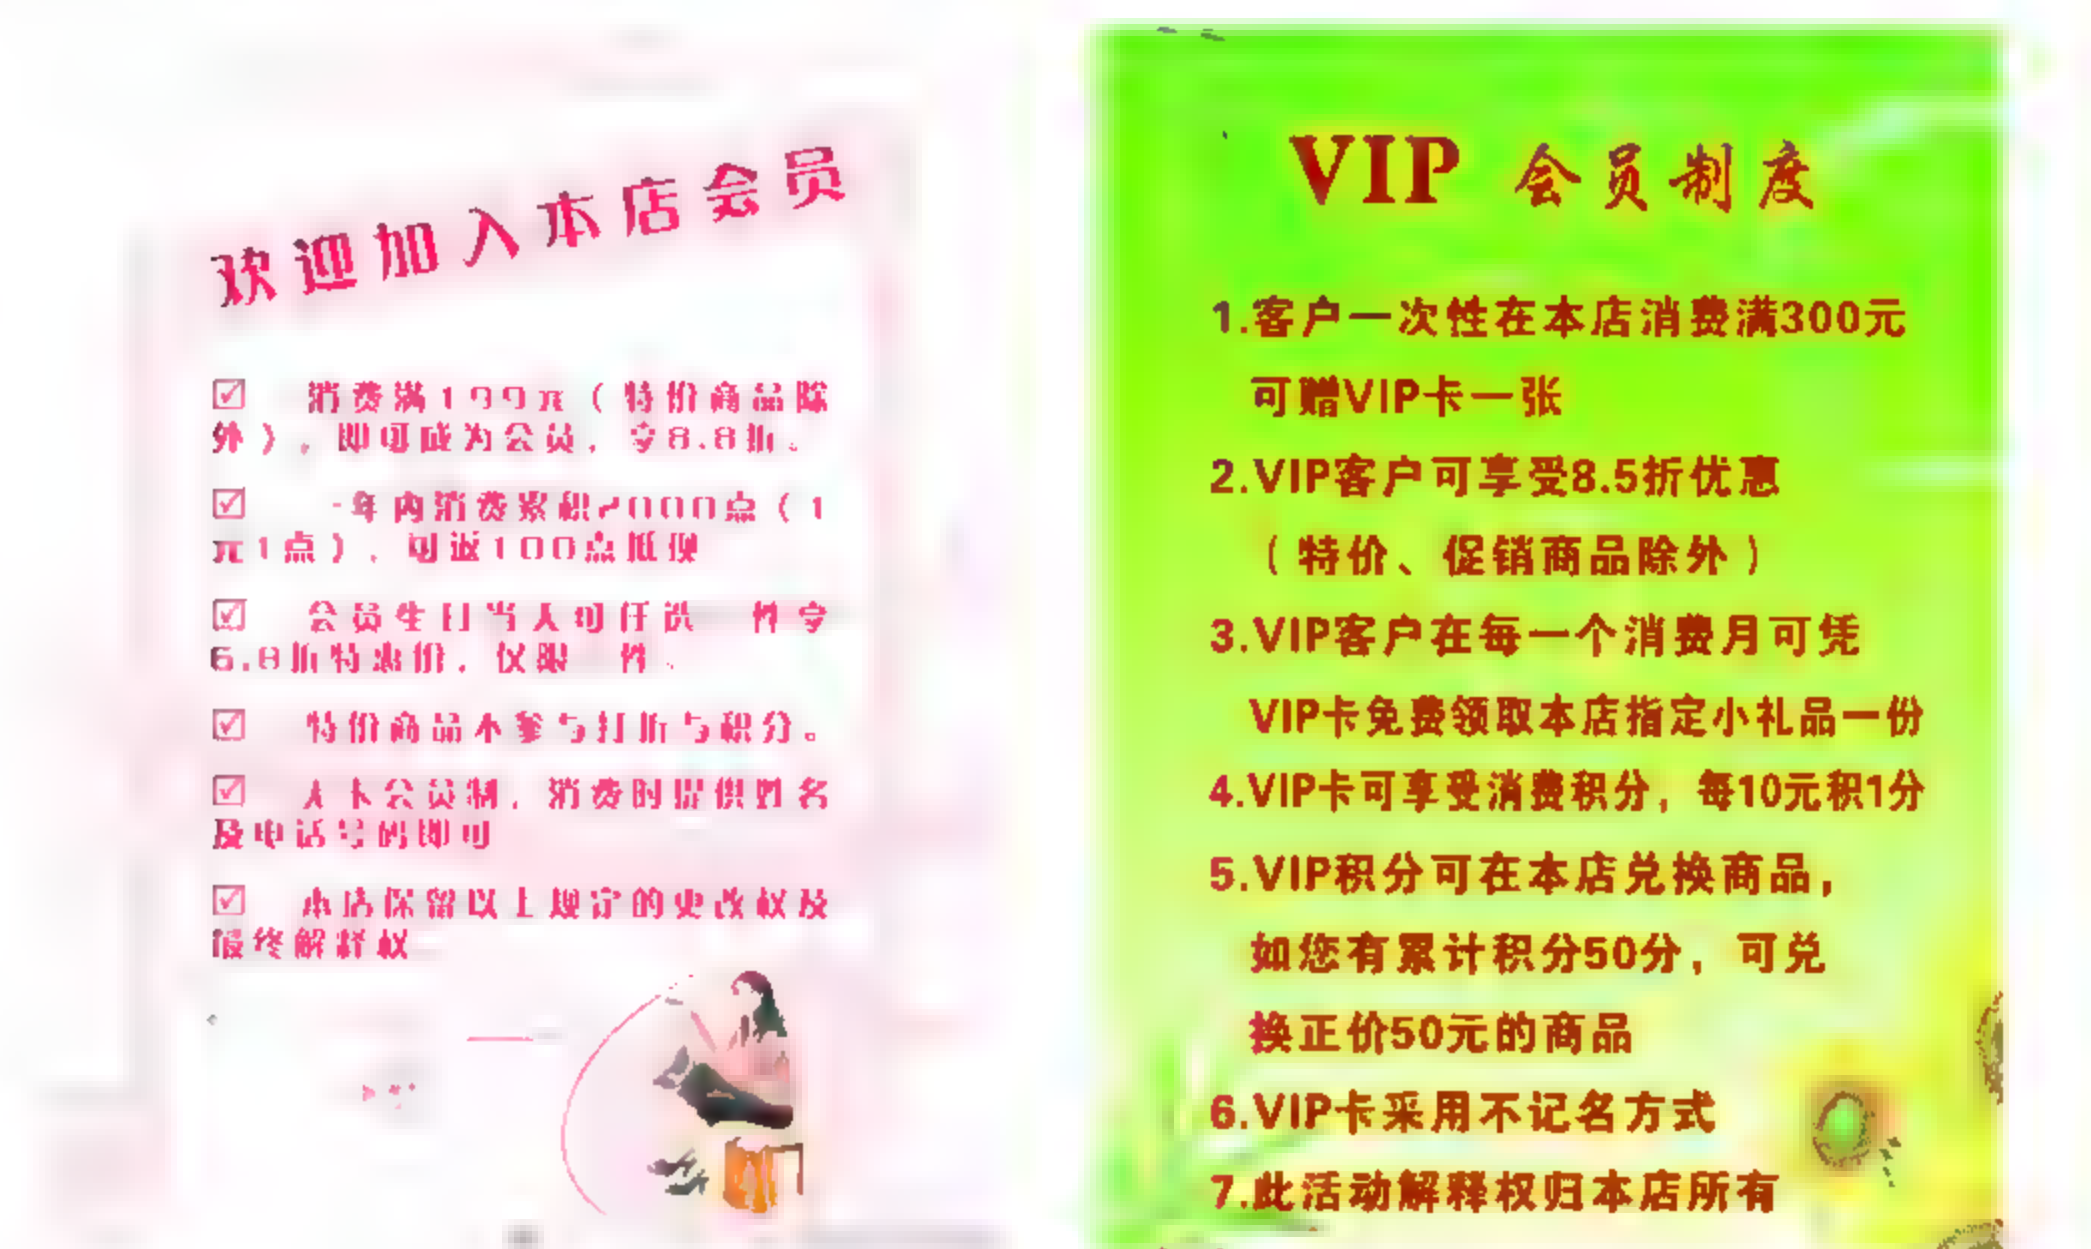 欢迎加入本店会员
消费满199元（特价商品除
外），即可成为会员，享8.8折。
年内消费累积2000点（1
元1点），可返100点抵现
会员生日当天可任选一件享
6.8折特惠价，仅限一件。
特价商品不参与打折与积分。
无卡会员制，消费时提供姓名
及电话号码即可
本店保留以上规定的更改权及
最终解释权
VIP 会员制度
1.客户一次性在本店消费满300元
可赠VIP卡一张
2.VIP客户可享受8.5折优惠
（特价、促销商品除外）
3.VIP客户在每一个消费月可凭
VIP卡免费领取本店指定小礼品一份
4.VIP卡可享受消费积分，每10元积1分
5.VIP积分可在本店兑换商品，
如您有累计积分50分，可兑
换正价50元的商品
6.VIP卡采用不记名方式
7.此活动解释权归本店所有